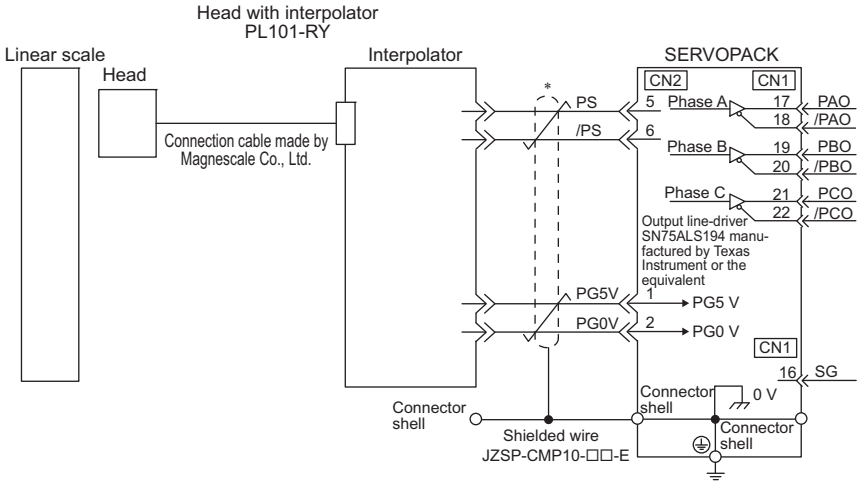 Head with interpolator
PL101-RY
Linear scale
Head
Interpolator
SERVOPACK
Connection cable made by
Magnescale Co., Ltd.
*
PS
/PS
PG5V
PG0V
CN2
CN1
5
6
1
2
Phase A
17
PAO
18
/PAO
Phase B
19
PBO
20
/PBO
Phase C
21
PCO
22
/PCO
Output line-driver
SN75ALS194 manu-
factured by Texas
Instrument or the
equivalent
PG5 V
PG0 V
CN1
16
SG
0 V
Connector
shell
Connector
shell
Connector
shell
Shielded wire
JZSP-CMP10-□□-E